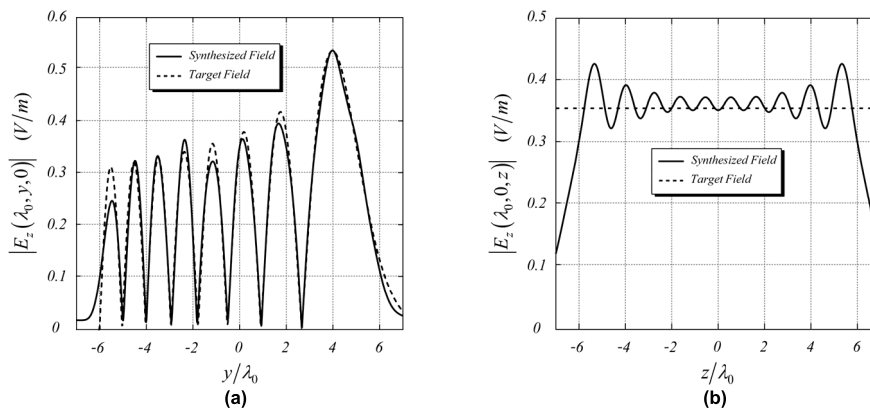 0.6
0.5
0.4
0.3
0.2
0.1
0
-6 -4 -2 0 2 4 6
|E_z(λ_0,y,0)| (V/m)
y/λ_0
Synthesized Field
Target Field
(a)
0.5
0.4
0.3
0.2
0.1
0
-6 -4 -2 0 2 4 6
|E_z(λ_0,0,z)| (V/m)
z/λ_0
Synthesized Field
Target Field
(b)